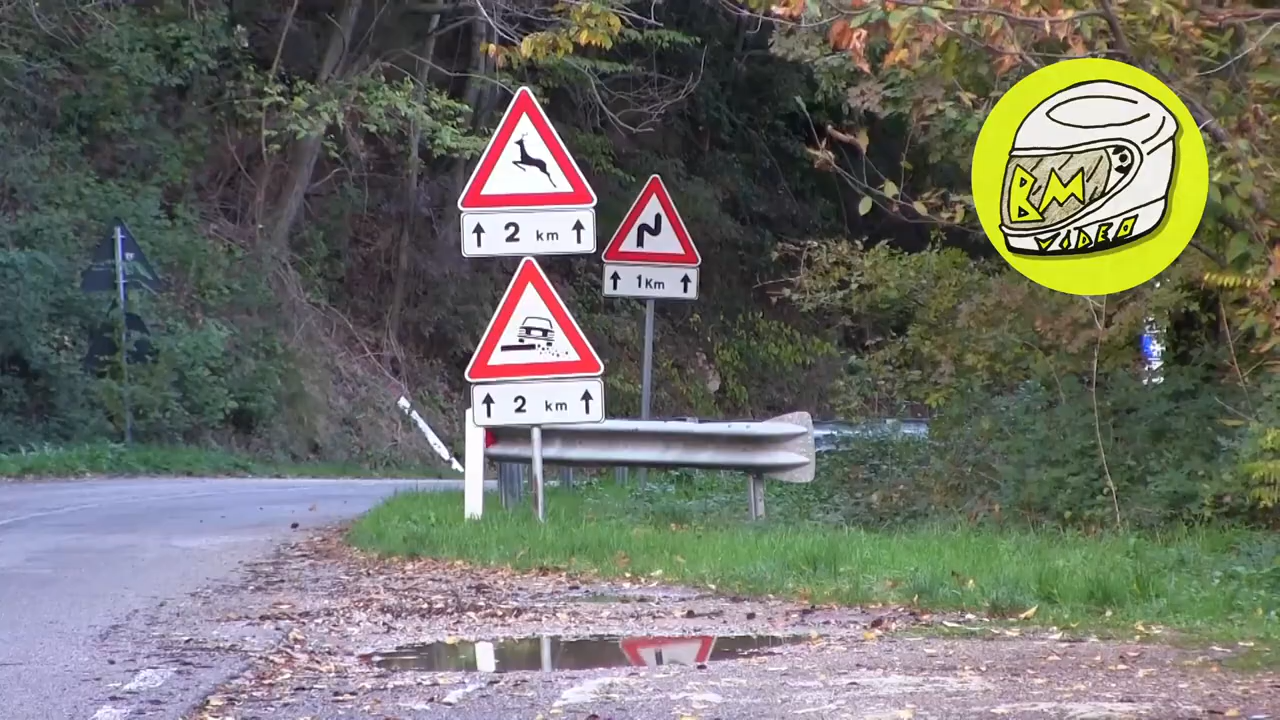 ↑ 2 km ↑
↑ 1Km ↑
↑ 2 km ↑
BM
VIDEO